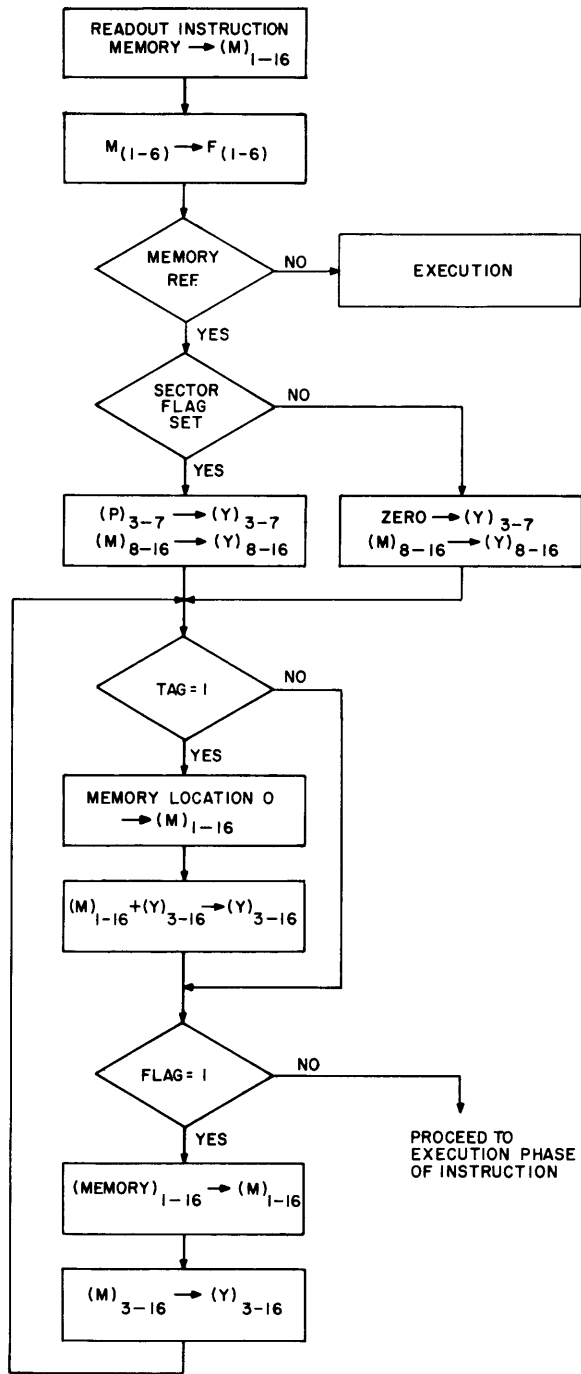 READOUT INSTRUCTION
MEMORY → (M)1–16
M(1–6) → F(1–6)
MEMORY
REF.
NO
EXECUTION
YES
SECTOR
FLAG
SET
NO
YES
(P)3–7 → (Y)3–7
(M)8–16 → (Y)8–16
ZERO → (Y)3–7
(M)8–16 → (Y)8–16
TAG = 1
NO
YES
MEMORY LOCATION 0
→ (M)1–16
(M)1–16 + (Y)3–16 → (Y)3–16
FLAG = 1
NO
YES
PROCEED TO
EXECUTION PHASE
OF INSTRUCTION
(MEMORY)1–16 → (M)1–16
(M)3–16 → (Y)3–16